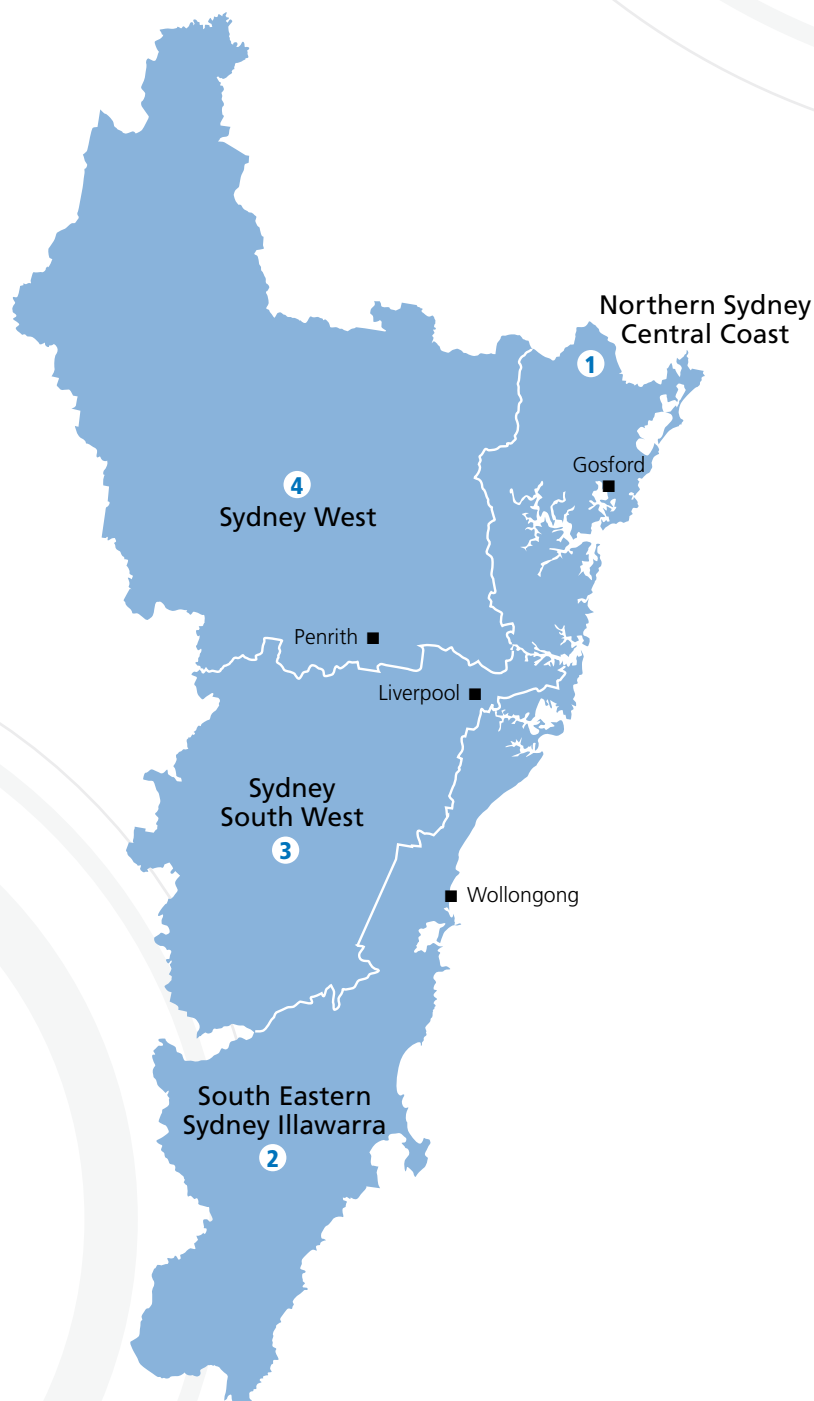 Northern Sydney
Central Coast
1
Gosford
4
Sydney West
Penrith
Liverpool
Sydney
South West
3
Wollongong
South Eastern
Sydney Illawarra
2